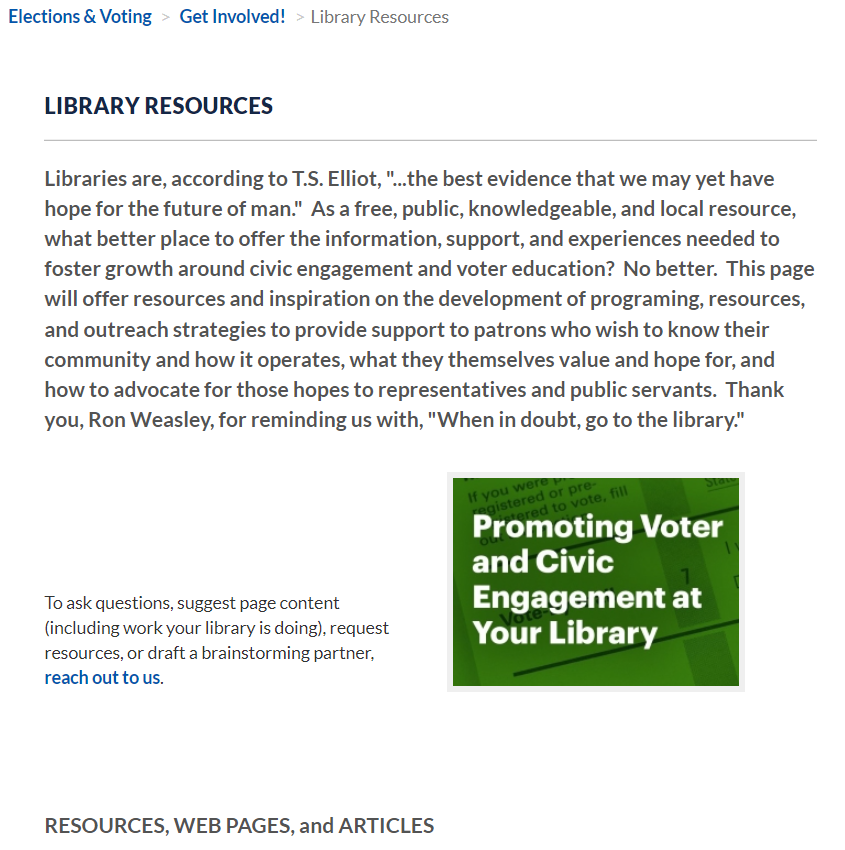 Elections & Voting > Get Involved! > Library Resources
LIBRARY RESOURCES
Libraries are, according to T.S. Elliot, "...the best evidence that we may yet have
hope for the future of man."  As a free, public, knowledgeable, and local resource,
what better place to offer the information, support, and experiences needed to
foster growth around civic engagement and voter education?  No better.  This page
will offer resources and inspiration on the development of programing, resources,
and outreach strategies to provide support to patrons who wish to know their
community and how it operates, what they themselves value and hope for, and
how to advocate for those hopes to representatives and public servants.  Thank
you, Ron Weasley, for reminding us with, "When in doubt, go to the library."
To ask questions, suggest page content
(including work your library is doing), request
resources, or draft a brainstorming partner,
reach out to us.
If you were
registered or pre-
registered to vote, fill
Promoting Voter
and Civic
Engagement at
Your Library
RESOURCES, WEB PAGES, and ARTICLES